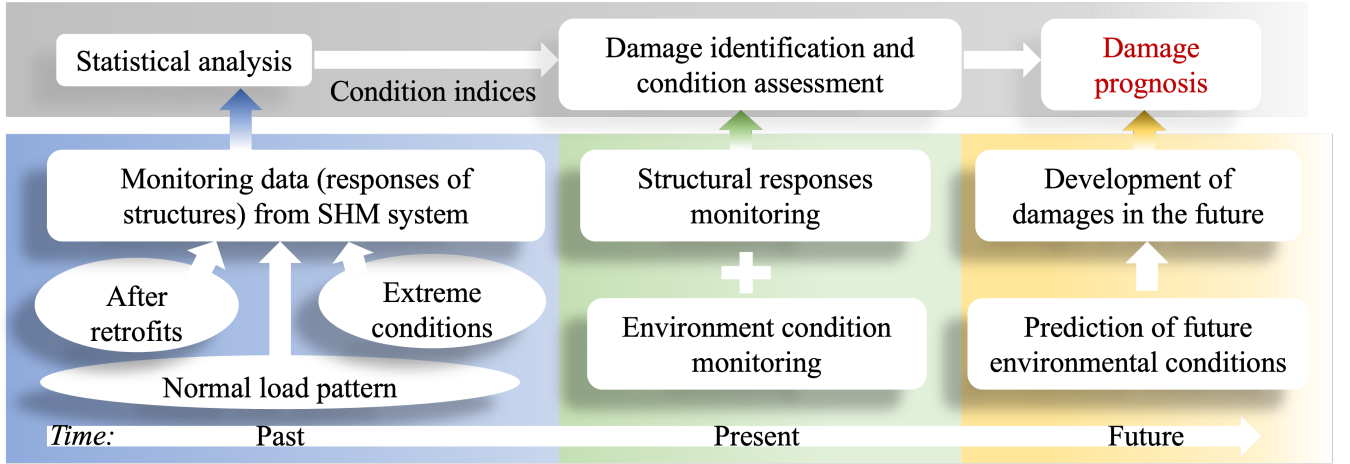 Statistical analysis
Condition indices
Damage identification and
condition assessment
Damage
prognosis
Monitoring data (responses of
structures) from SHM system
Structural responses
monitoring
Development of
damages in the future
After
retrofits
Extreme
conditions
Normal load pattern
Environment condition
monitoring
Prediction of future
environmental conditions
Time:
Past
Present
Future